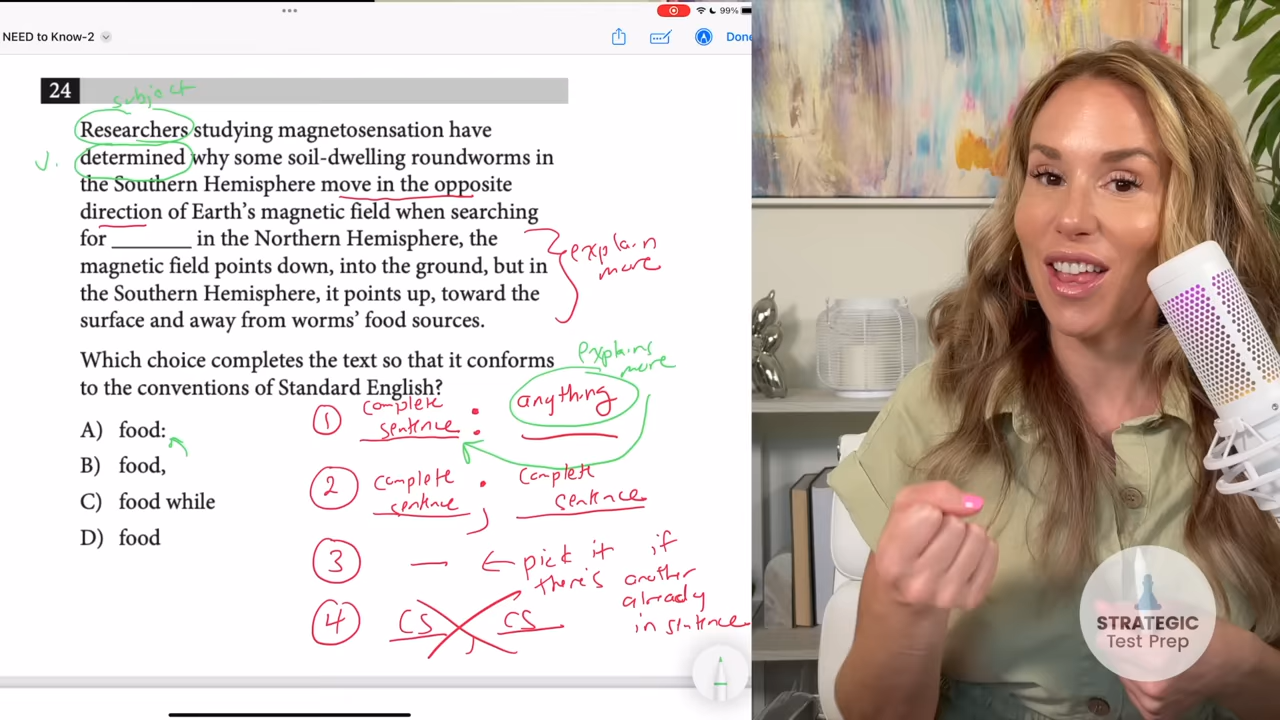 99%
NEED to Know-2
Done
24
subject
Researchers studying magnetosensation have
v.
determined why some soil-dwelling roundworms in
the Southern Hemisphere move in the opposite
direction of Earth's magnetic field when searching
for ________ in the Northern Hemisphere, the
magnetic field points down, into the ground, but in
the Southern Hemisphere, it points up, toward the
surface and away from worms' food sources.
explain
more
Which choice completes the text so that it conforms
to the conventions of Standard English?
explains
more
A) food:
B) food,
C) food while
D) food
1 complete
sentence : anything
2 complete
sentence ; complete
sentence
3 — ← pick it if
there's another
already
in sentence
4 CS , CS
STRATEGIC
Test Prep